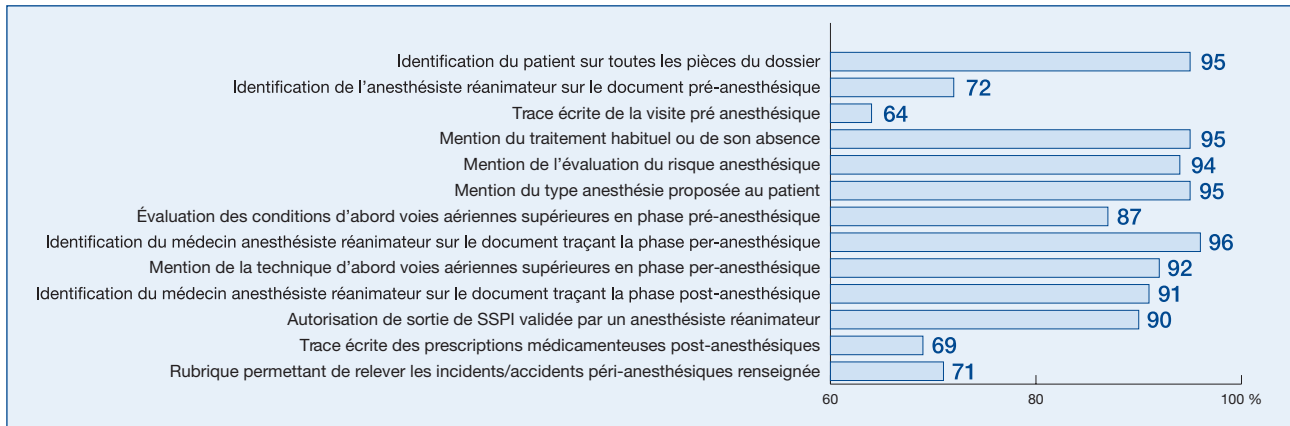 Identification du patient sur toutes les pièces du dossier 95
Identification de l'anesthésiste réanimateur sur le document pré-anesthésique 72
Trace écrite de la visite pré anesthésique 64
Mention du traitement habituel ou de son absence 95
Mention de l'évaluation du risque anesthésique 94
Mention du type anesthésie proposée au patient 95
Évaluation des conditions d'abord voies aériennes supérieures en phase pré-anesthésique 87
Identification du médecin anesthésiste réanimateur sur le document traçant la phase per-anesthésique 96
Mention de la technique d'abord voies aériennes supérieures en phase per-anesthésique 92
Identification du médecin anesthésiste réanimateur sur le document traçant la phase post-anesthésique 91
Autorisation de sortie de SSPI validée par un anesthésiste réanimateur 90
Trace écrite des prescriptions médicamenteuses post-anesthésiques 69
Rubrique permettant de relever les incidents/accidents péri-anesthésiques renseignée 71
60 80 100 %